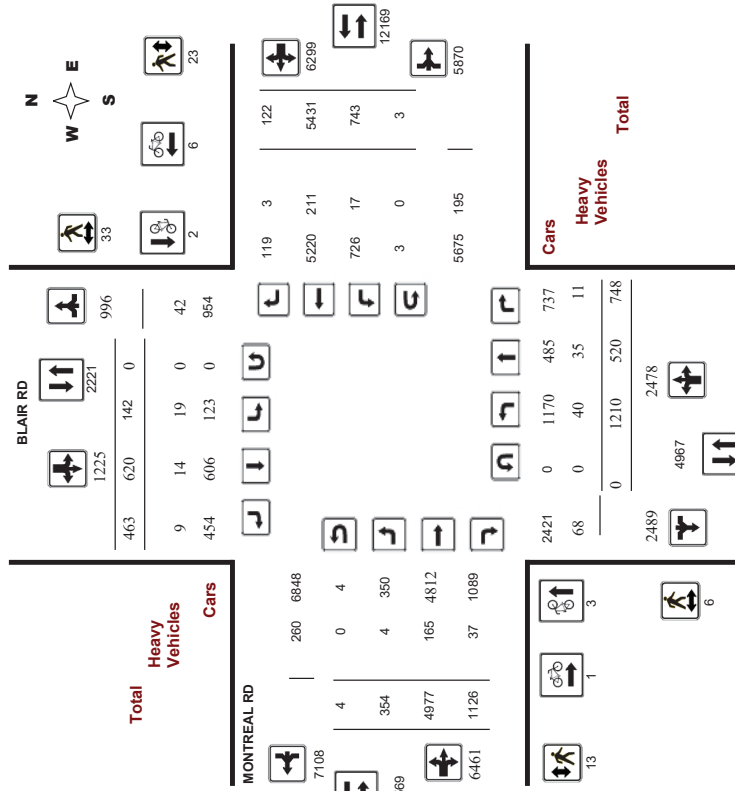 N
W E
S
23
6
33
2
12169
6299
5870
BLAIR RD
996
2221
1225
463 620 142 0
9 14 19 0 42
454 606 123 0 954
Total
Heavy
Vehicles
Cars
119 3 122
5220 211 5431
726 17 743
3 0 3
5675 195
MONTREAL RD
260 6848
4 0 4
354 4 350
4977 165 4812
1126 37 1089
7108
6461
Cars
Heavy
Vehicles
Total
2421 0 1170 485 737
68 0 40 35 11
0 1210 520 748
2489
2478
4967
3
1
6
13